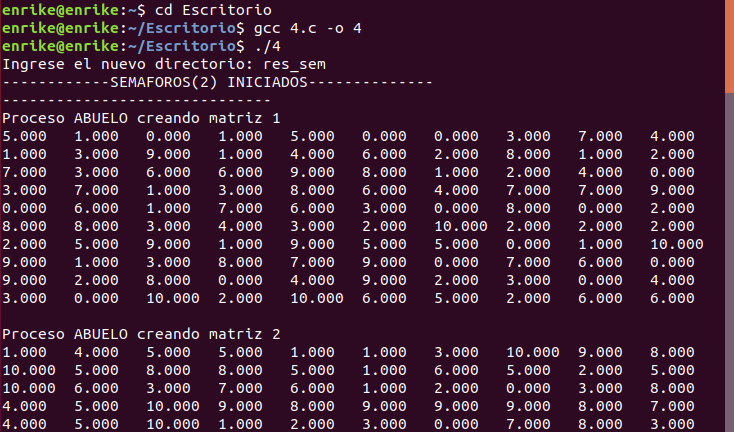 enrike@enrike:~$ cd Escritorio
enrike@enrike:~/Escritorio$ gcc 4.c -o 4
enrike@enrike:~/Escritorio$ ./4
Ingrese el nuevo directorio: res_sem
------------SEMAFOROS(2) INICIADOS--------------
------------------------------
Proceso ABUELO creando matriz 1
5.000 1.000 0.000 1.000 5.000 0.000 0.000 3.000 7.000 4.000
1.000 3.000 9.000 1.000 4.000 6.000 2.000 8.000 1.000 2.000
7.000 3.000 6.000 6.000 9.000 8.000 1.000 2.000 4.000 0.000
3.000 7.000 1.000 3.000 8.000 6.000 4.000 7.000 7.000 9.000
0.000 6.000 1.000 7.000 6.000 3.000 0.000 8.000 0.000 2.000
8.000 8.000 3.000 4.000 3.000 2.000 10.000 2.000 2.000 2.000
2.000 5.000 9.000 1.000 9.000 5.000 5.000 0.000 1.000 10.000
9.000 1.000 3.000 8.000 7.000 9.000 0.000 7.000 6.000 0.000
9.000 2.000 8.000 0.000 4.000 9.000 2.000 3.000 0.000 4.000
3.000 0.000 10.000 2.000 10.000 6.000 5.000 2.000 6.000 6.000
Proceso ABUELO creando matriz 2
1.000 4.000 5.000 5.000 1.000 1.000 3.000 10.000 9.000 8.000
10.000 5.000 8.000 8.000 5.000 1.000 6.000 5.000 2.000 5.000
10.000 6.000 3.000 7.000 6.000 1.000 2.000 0.000 3.000 8.000
4.000 5.000 10.000 9.000 8.000 9.000 9.000 9.000 8.000 7.000
4.000 5.000 10.000 1.000 2.000 3.000 0.000 7.000 8.000 3.000